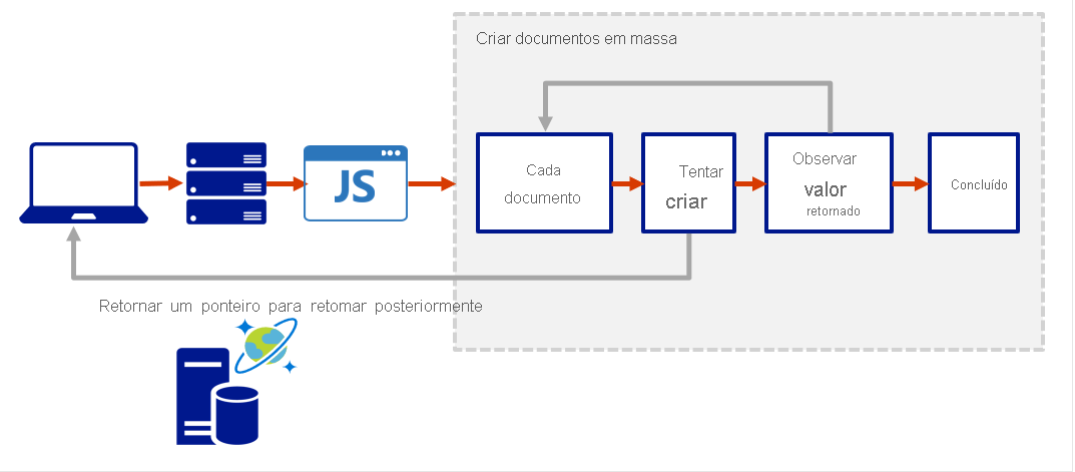 Criar documentos em massa
Cada
documento
Tentar
criar
Observar
valor
retornado
Concluído
JS
Retornar um ponteiro para retomar posteriormente